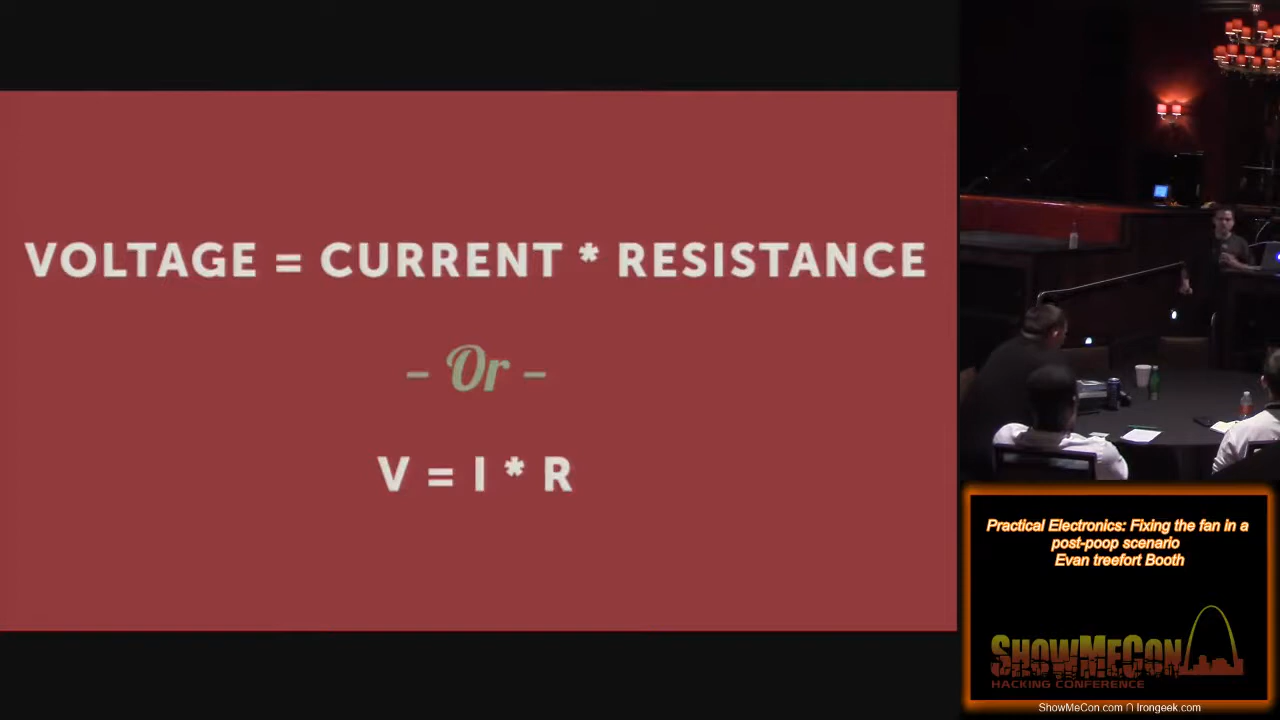 VOLTAGE = CURRENT * RESISTANCE
– Or –
V = I * R
Practical Electronics: Fixing the fan in a
post-poop scenario
Evan treefort Booth
SHOWMECON
HACKING CONFERENCE
ShowMeCon.com ∩ Irongeek.com